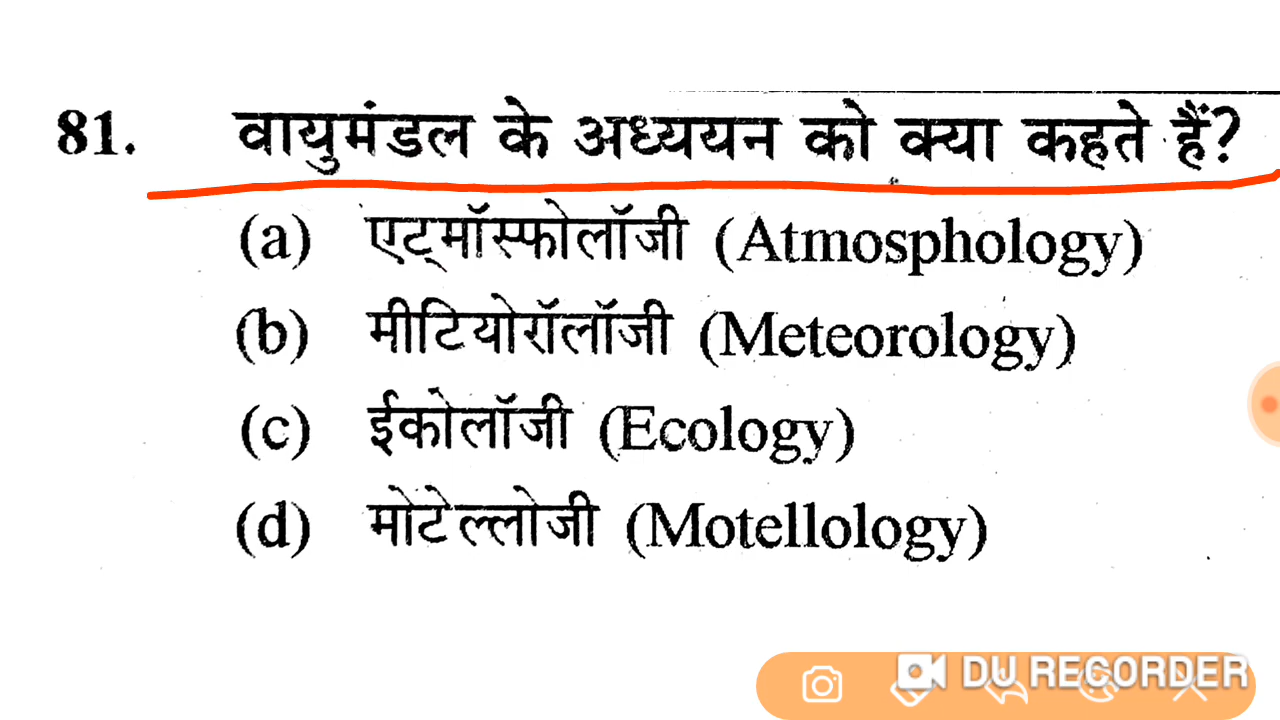 81. वायुमंडल के अध्ययन को क्या कहते हैं?
(a) एट्मॉस्फोलॉजी (Atmosphology)
(b) मीटियोरॉलॉजी (Meteorology)
(c) ईकोलॉजी (Ecology)
(d) मोटेल्लोजी (Motellology)
DU RECORDER